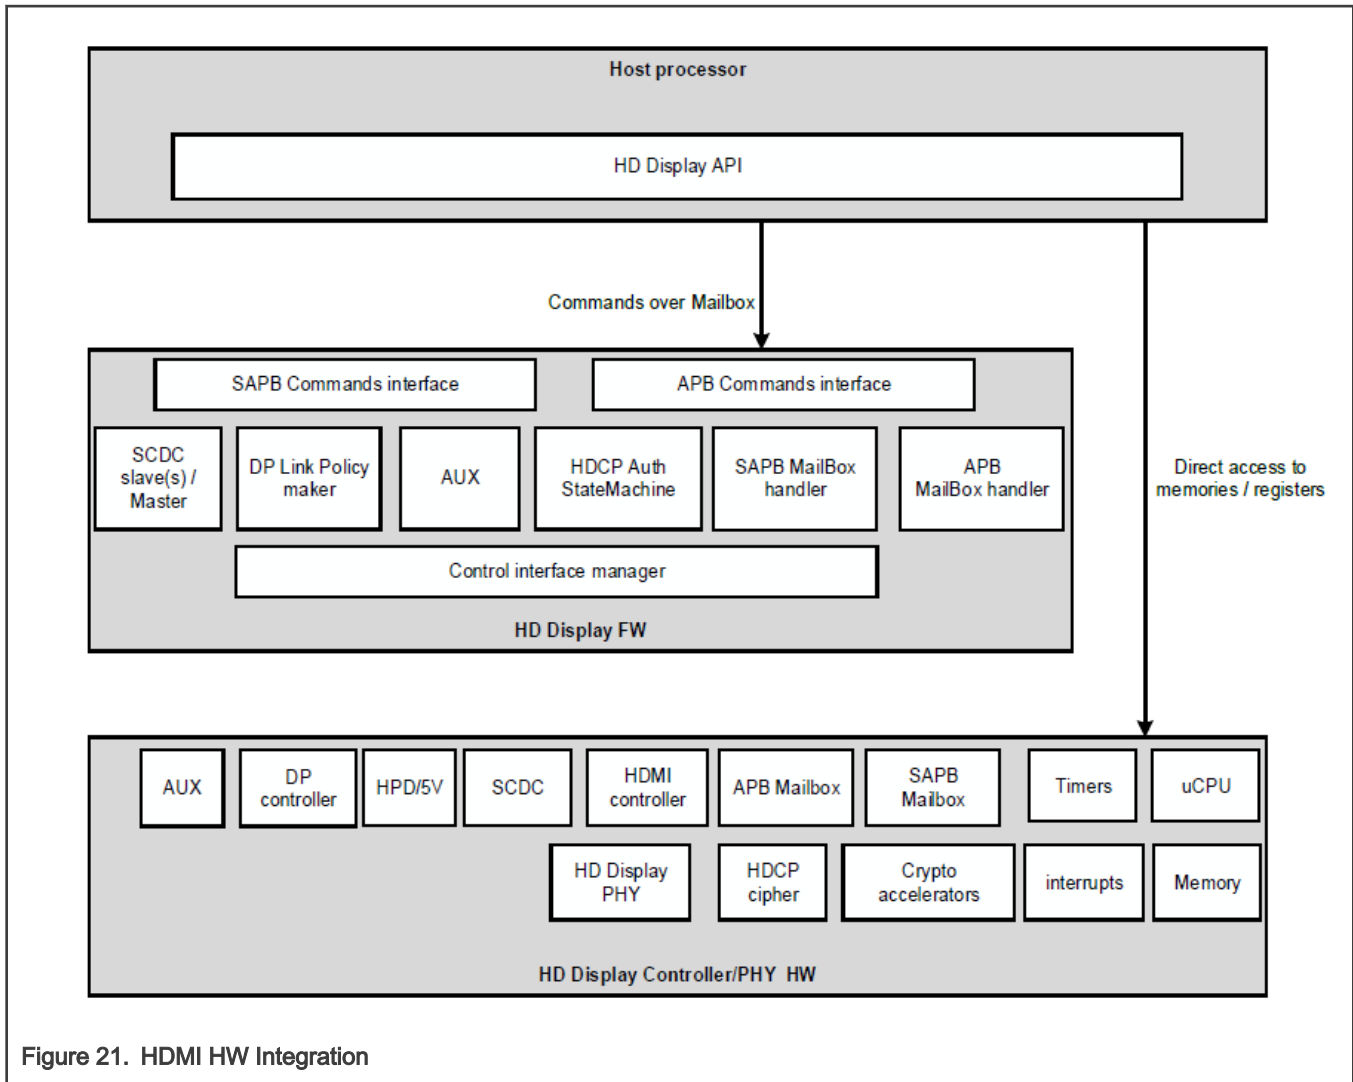 Host processor
HD Display API
Commands over Mailbox
SAPB Commands interface
APB Commands interface
SCDC
slave(s) /
Master
DP Link Policy
maker
AUX
HDCP Auth
StateMachine
SAPB MailBox
handler
APB
MailBox handler
Direct access to
memories / registers
Control interface manager
HD Display FW
AUX
DP
controller
HPD/5V
SCDC
HDMI
controller
APB Mailbox
SAPB
Mailbox
Timers
uCPU
HD Display
PHY
HDCP
cipher
Crypto
accelerators
interrupts
Memory
HD Display Controller/PHY HW
Figure 21. HDMI HW Integration